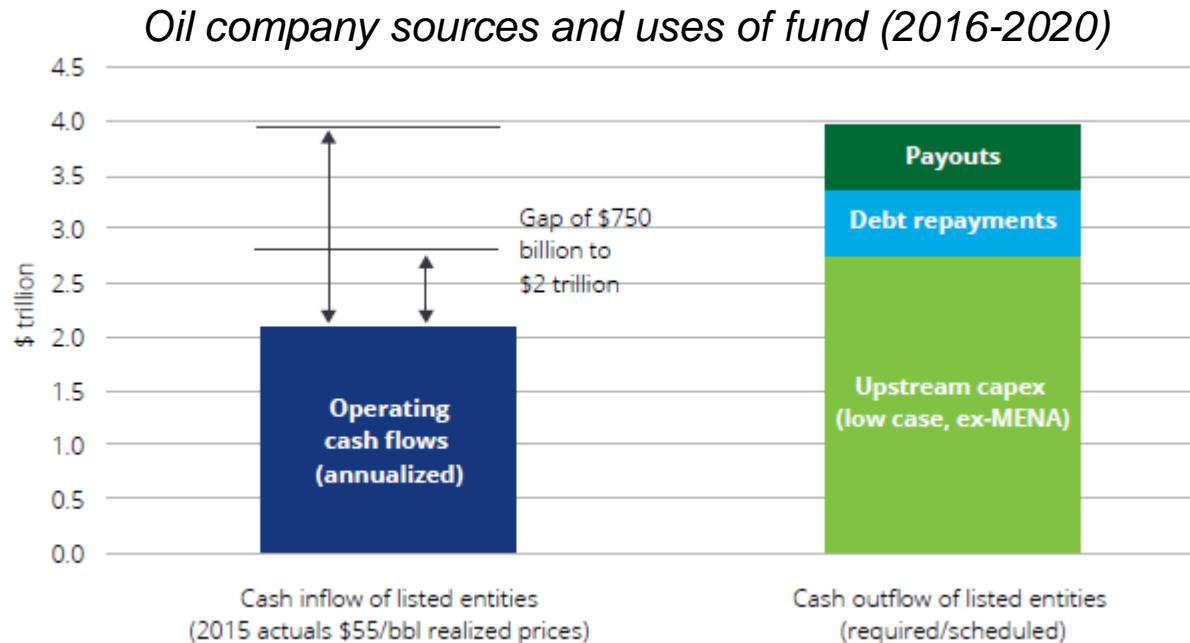 Oil company sources and uses of fund (2016-2020)
4.5
4.0
3.5
3.0
2.5
2.0
1.5
1.0
0.5
0.0
$ trillion
Gap of $750
billion to
$2 trillion
Operating
cash flows
(annualized)
Payouts
Debt repayments
Upstream capex
(low case, ex-MENA)
Cash inflow of listed entities
(2015 actuals $55/bbl realized prices)
Cash outflow of listed entities
(required/scheduled)